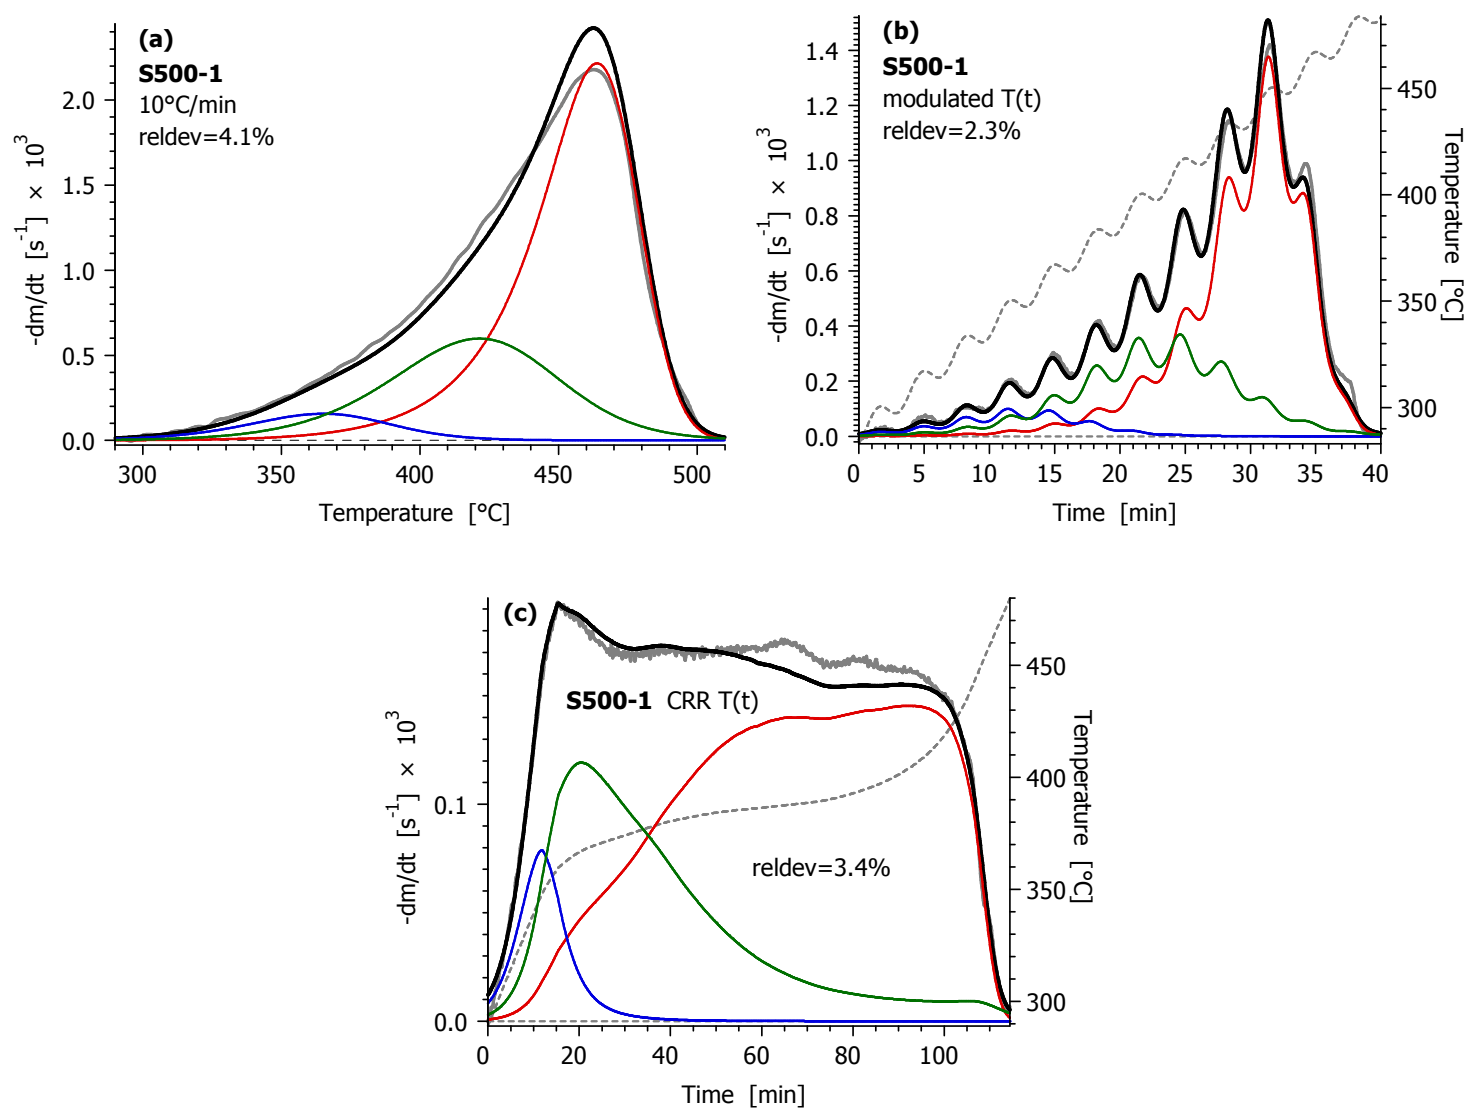 (a)
S500-1
10°C/min
reldev=4.1%
2.0
1.5
1.0
0.5
0.0
-dm/dt [s-1] × 103
300 350 400 450 500
Temperature [°C]
(b)
S500-1
modulated T(t)
reldev=2.3%
1.4
1.2
1.0
0.8
0.6
0.4
0.2
0.0
-dm/dt [s-1] × 103
450
400
350
300
Temperature [°C]
0 5 10 15 20 25 30 35 40
Time [min]
(c)
S500-1 CRR T(t)
reldev=3.4%
0.1
0.0
-dm/dt [s-1] × 103
450
400
350
300
Temperature [°C]
0 20 40 60 80 100
Time [min]